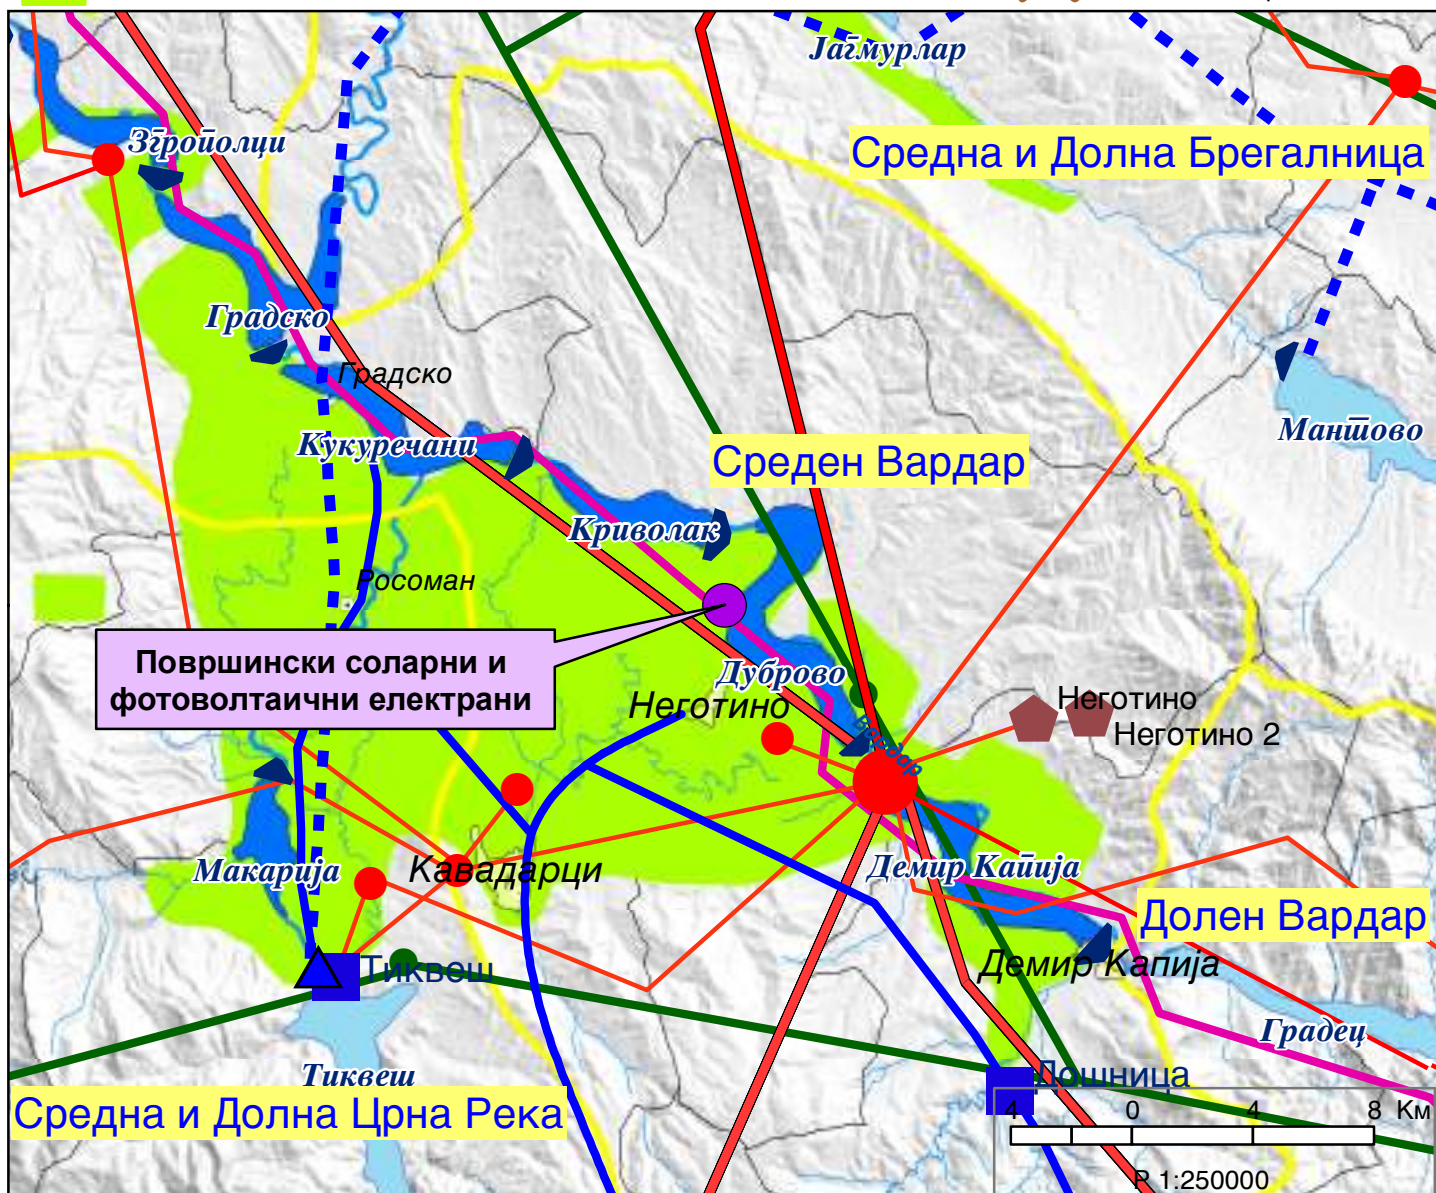 Јагмурлар
Згрополци
Средна и Долна Брегалница
Градско
Градско
Мантово
Кукуречани
Среден Вардар
Криволак
Росоман
Површински соларни и
фотоволтаични електрани
Дуброво
Неготино
Неготино
Неготино 2
Вардар
Макарија
Кавадарци
Демир Капија
Долен Вардар
Тиквеш
Демир Капија
Градец
Тиквеш
Дошница
Средна и Долна Црна Река
4 0 4 8 Км
Р 1:250000